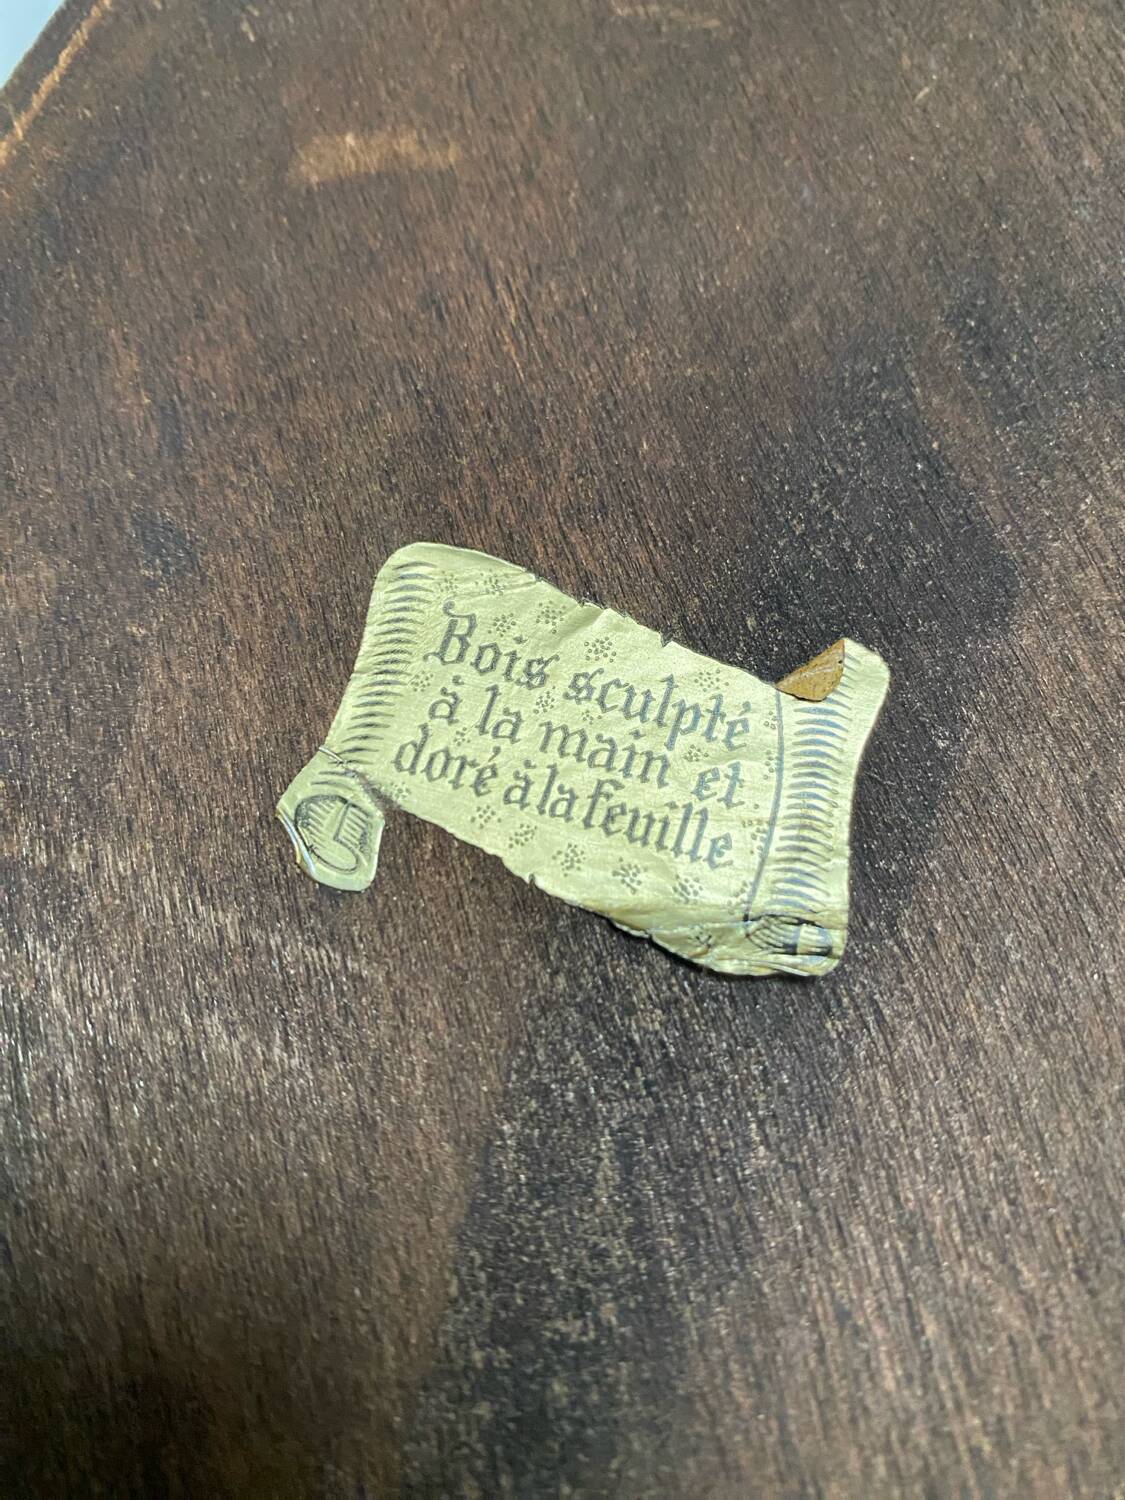 Bois sculpté
à la main et
doré à la feuille